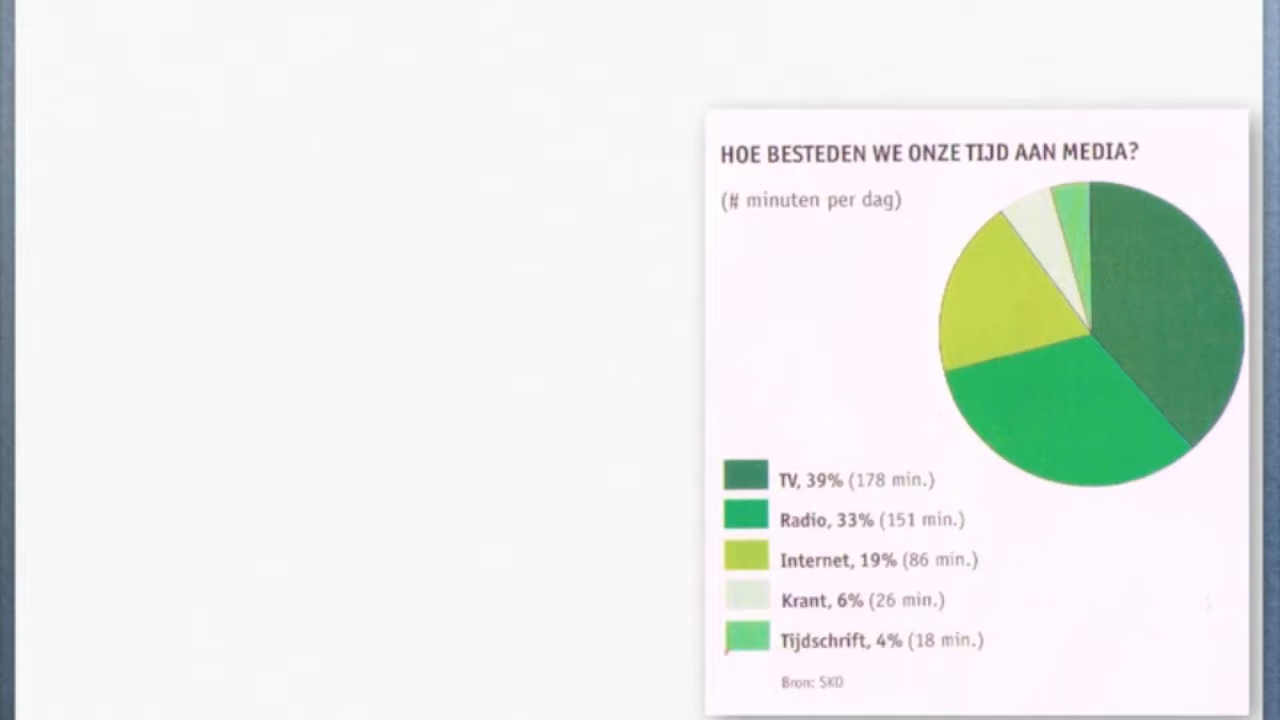 HOE BESTEDEN WE ONZE TIJD AAN MEDIA?
(# minuten per dag)
TV, 39% (178 min.)
Radio, 33% (151 min.)
Internet, 19% (86 min.)
Krant, 6% (26 min.)
Tijdschrift, 4% (18 min.)
Bron: SKO